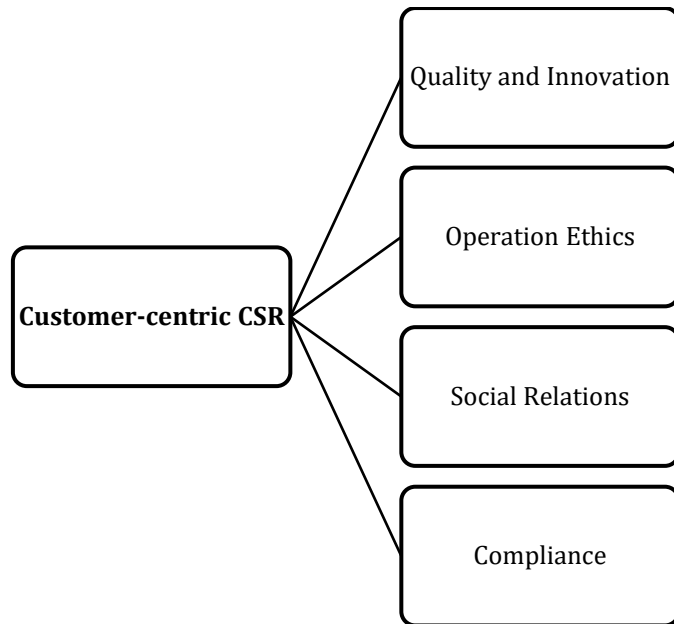 Quality and Innovation
Operation Ethics
Customer-centric CSR
Social Relations
Compliance